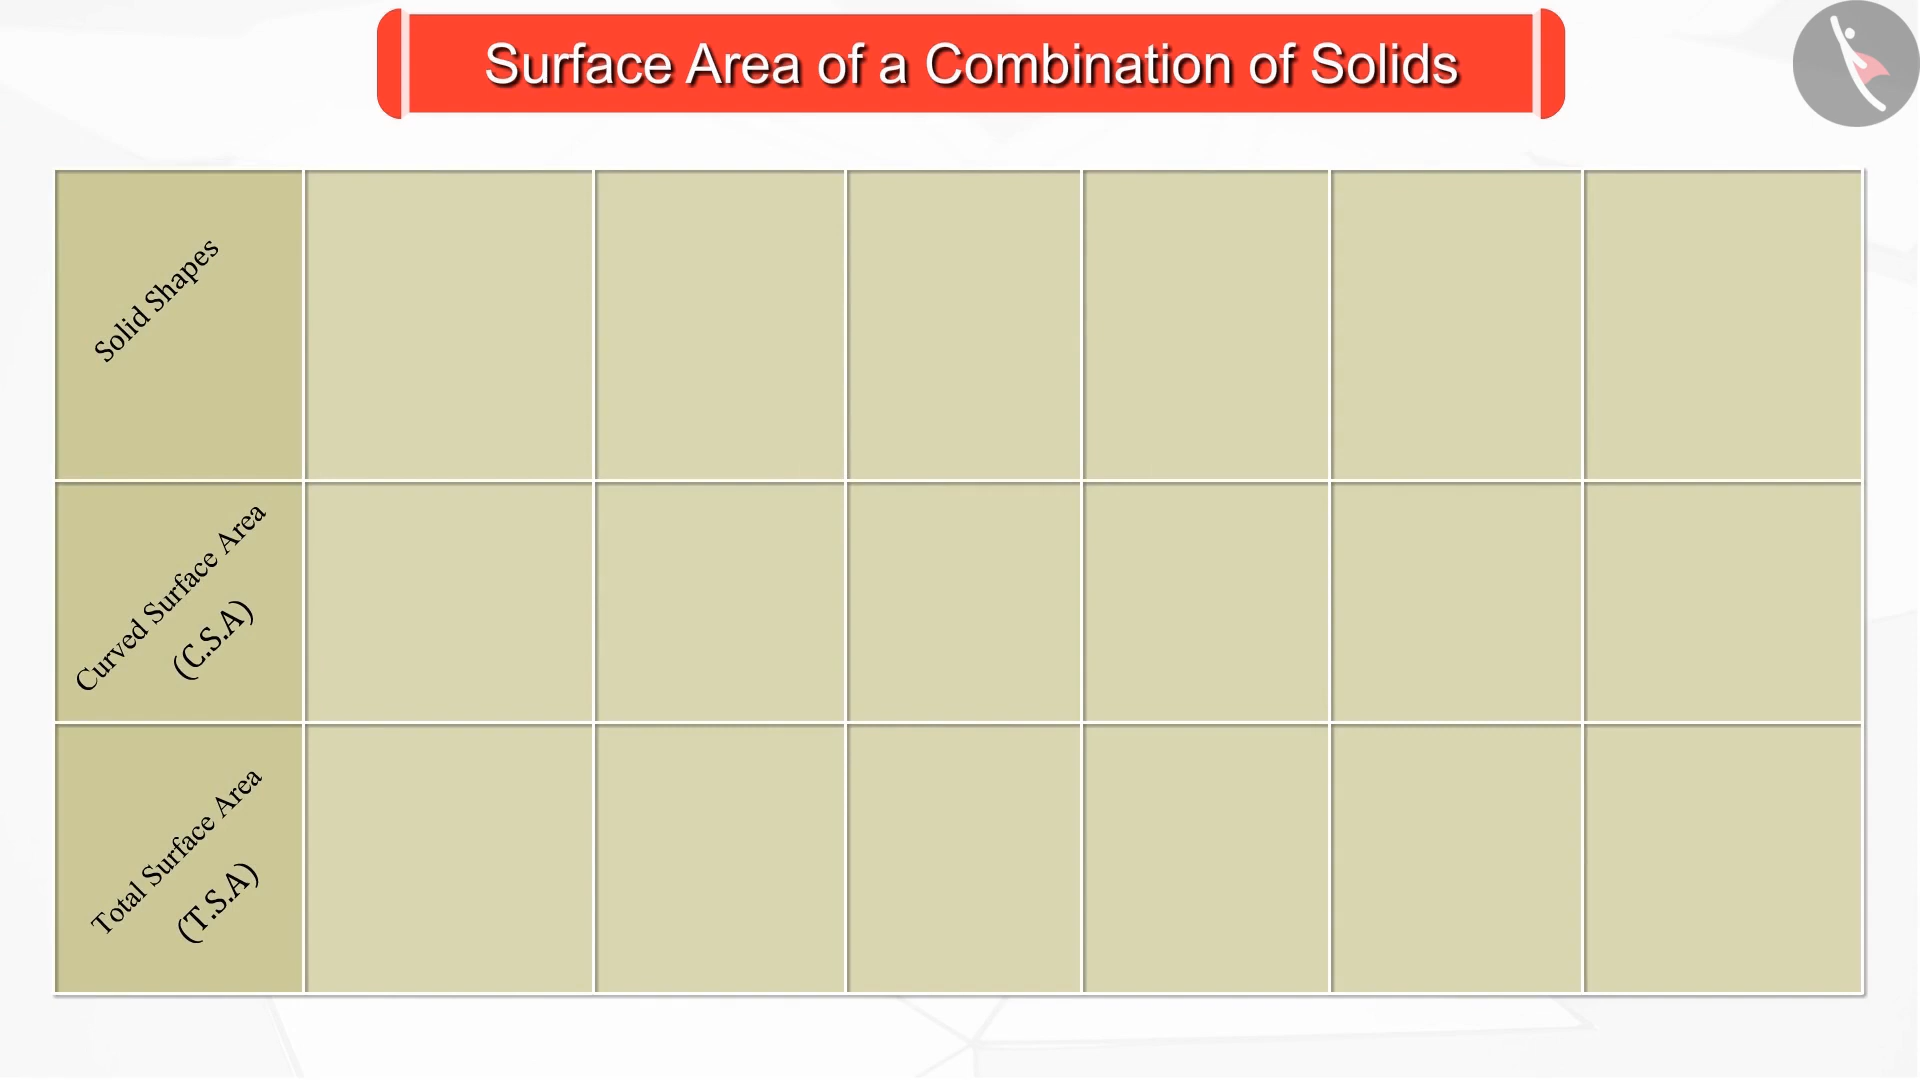 Surface Area of a Combination of Solids
Solid Shapes
Curved Surface Area
(C.S.A)
Total Surface Area
(T.S.A)